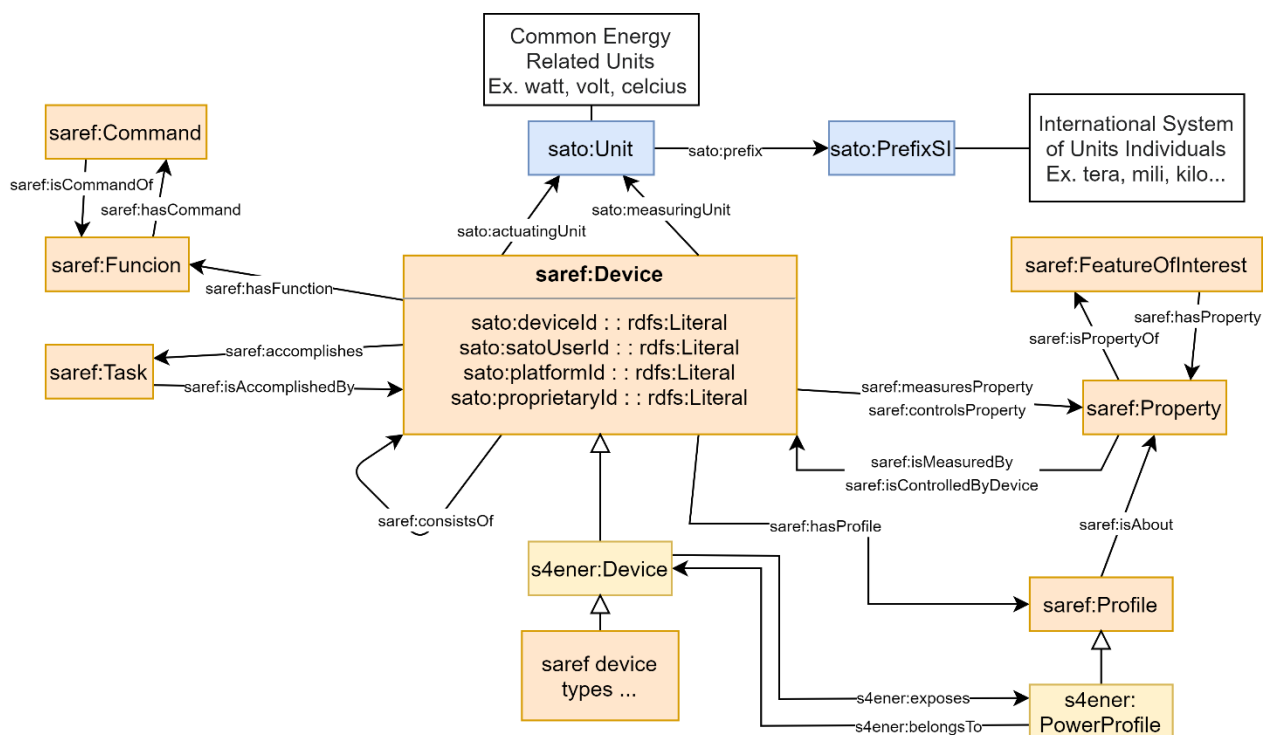 Common Energy
Related Units
Ex. watt, volt, celcius
saref:Command
sato:Unit
sato:prefix
sato:PrefixSI
International System
of Units Individuals
Ex. tera, mili, kilo...
saref:isCommandOf
saref:hasCommand
sato:actuatingUnit
sato:measuringUnit
saref:Funcion
saref:hasFunction
saref:FeatureOfInterest
saref:isPropertyOf
saref:hasProperty
saref:Device
sato:deviceId : : rdfs:Literal
sato:satoUserId : : rdfs:Literal
sato:platformId : : rdfs:Literal
sato:proprietaryId : : rdfs:Literal
saref:accomplishes
saref:Task
saref:isAccomplishedBy
saref:measuresProperty
saref:controlsProperty
saref:Property
saref:isMeasuredBy
saref:isControlledByDevice
saref:consistsOf
saref:hasProfile
saref:isAbout
s4ener:Device
saref:Profile
saref device
types ...
s4ener:exposes
s4ener:belongsTo
s4ener:
PowerProfile